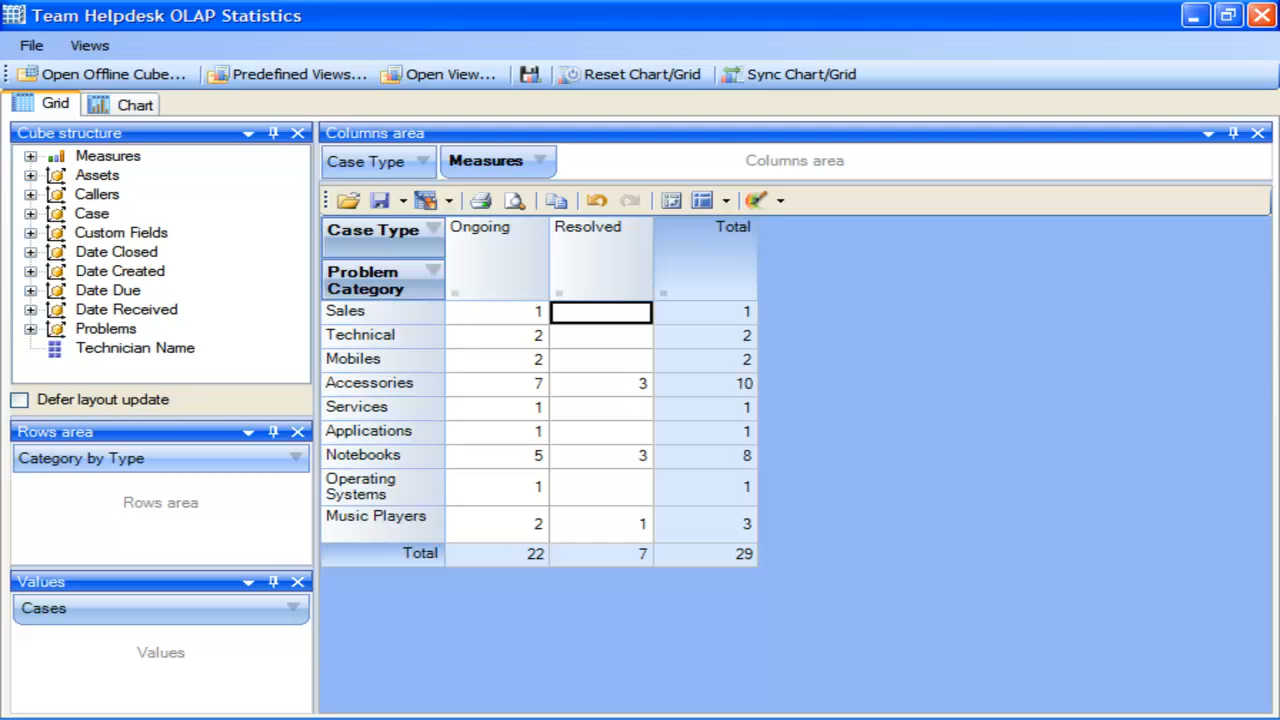 Team Helpdesk OLAP Statistics
File Views
Open Offline Cube... Predefined Views... Open View... Reset Chart/Grid Sync Chart/Grid
Grid Chart
Cube structure
Measures
Assets
Callers
Case
Custom Fields
Date Closed
Date Created
Date Due
Date Received
Problems
Technician Name
Defer layout update
Rows area
Category by Type
Rows area
Values
Cases
Values
Columns area
Case Type Measures Columns area
Case Type Ongoing Resolved Total
Problem
Category
Sales 1 1
Technical 2 2
Mobiles 2 2
Accessories 7 3 10
Services 1 1
Applications 1 1
Notebooks 5 3 8
Operating
Systems 1 1
Music Players 2 1 3
Total 22 7 29